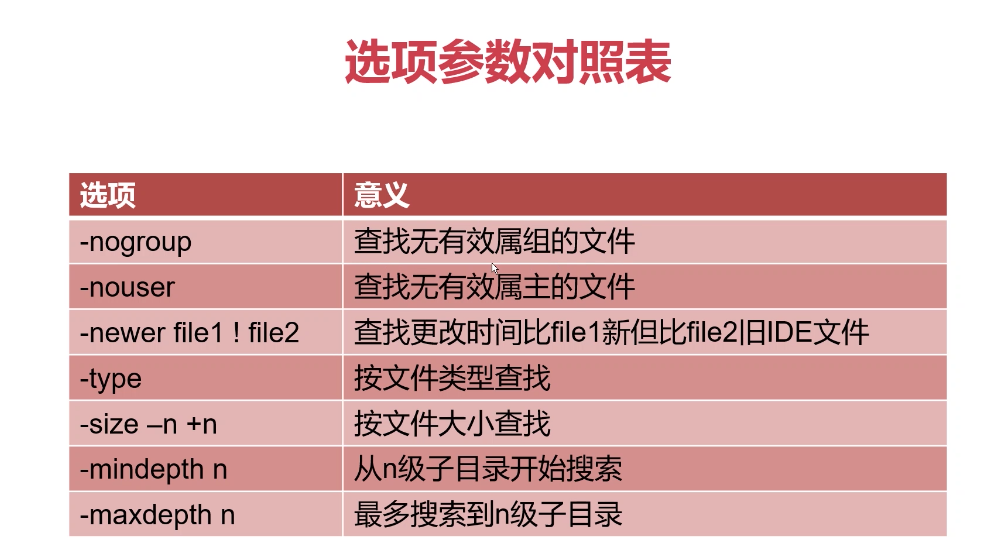 选项参数对照表
选项 意义
-nogroup 查找无有效属组的文件
-nouser 查找无有效属主的文件
-newer file1 ! file2 查找更改时间比file1新但比file2旧IDE文件
-type 按文件类型查找
-size –n +n 按文件大小查找
-mindepth n 从n级子目录开始搜索
-maxdepth n 最多搜索到n级子目录